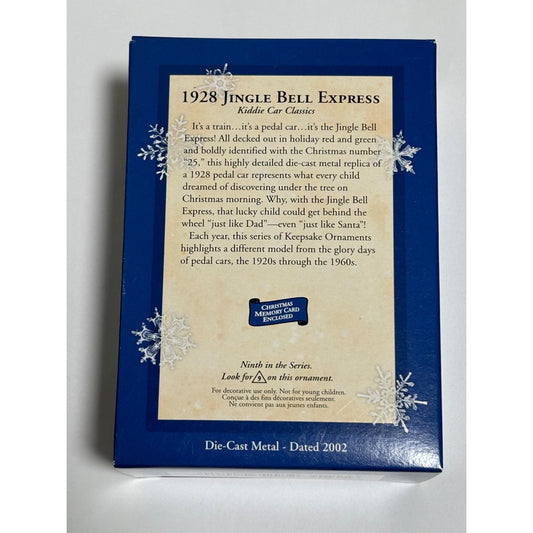 1928 JINGLE BELL EXPRESS
Kiddie Car Classics
It's a train…it's a pedal car…it's the Jingle Bell
Express! All decked out in holiday red and green
and boldly identified with the Christmas number
"25," this highly detailed die-cast metal replica of
a 1928 pedal car represents what every child
dreamed of discovering under the tree on
Christmas morning. Why, with the Jingle Bell
Express, that lucky child could get behind the
wheel "just like Dad"—even "just like Santa"!
Each year, this series of Keepsake Ornaments
highlights a different model from the glory days
of pedal cars, the 1920s through the 1960s.
CHRISTMAS
MEMORY CARD
ENCLOSED
Ninth in the Series.
Look for 9 on this ornament.
For decorative use only. Not for young children.
Conçue à des fins décoratives seulement.
Ne convient pas aux jeunes enfants.
Die-Cast Metal - Dated 2002